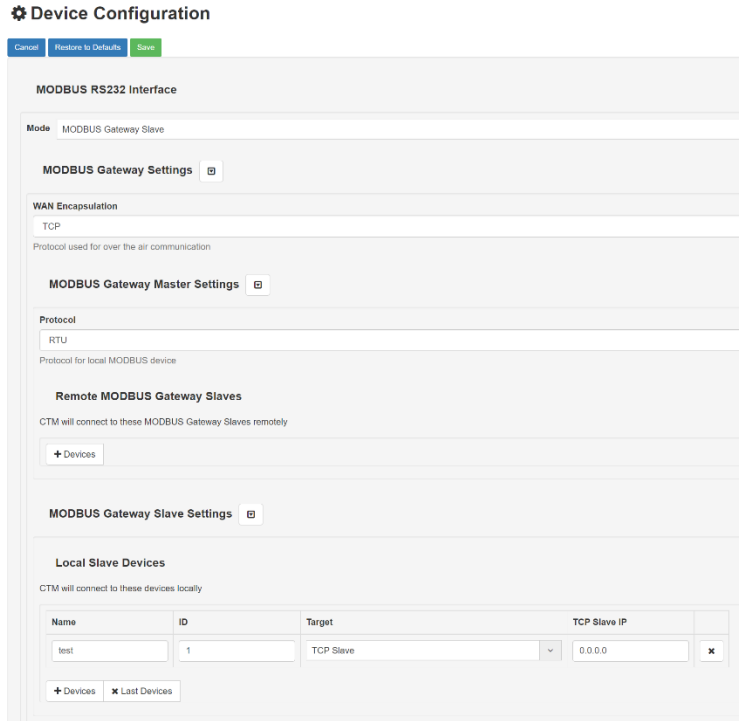 Device Configuration
Cancel Restore to Defaults Save
MODBUS RS232 Interface
Mode MODBUS Gateway Slave
MODBUS Gateway Settings
WAN Encapsulation
TCP
Protocol used for over the air communication
MODBUS Gateway Master Settings
Protocol
RTU
Protocol for local MODBUS device
Remote MODBUS Gateway Slaves
CTM will connect to these MODBUS Gateway Slaves remotely
+ Devices
MODBUS Gateway Slave Settings
Local Slave Devices
CTM will connect to these devices locally
Name ID Target TCP Slave IP
test 1 TCP Slave 0.0.0.0
+ Devices × Last Devices